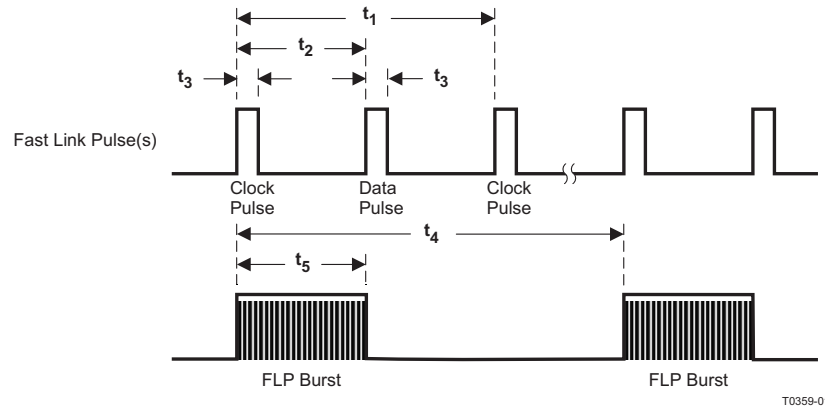 t1
t2
t3
t3
Fast Link Pulse(s)
Clock
Pulse
Data
Pulse
Clock
Pulse
t4
t5
FLP Burst
FLP Burst
T0359-01